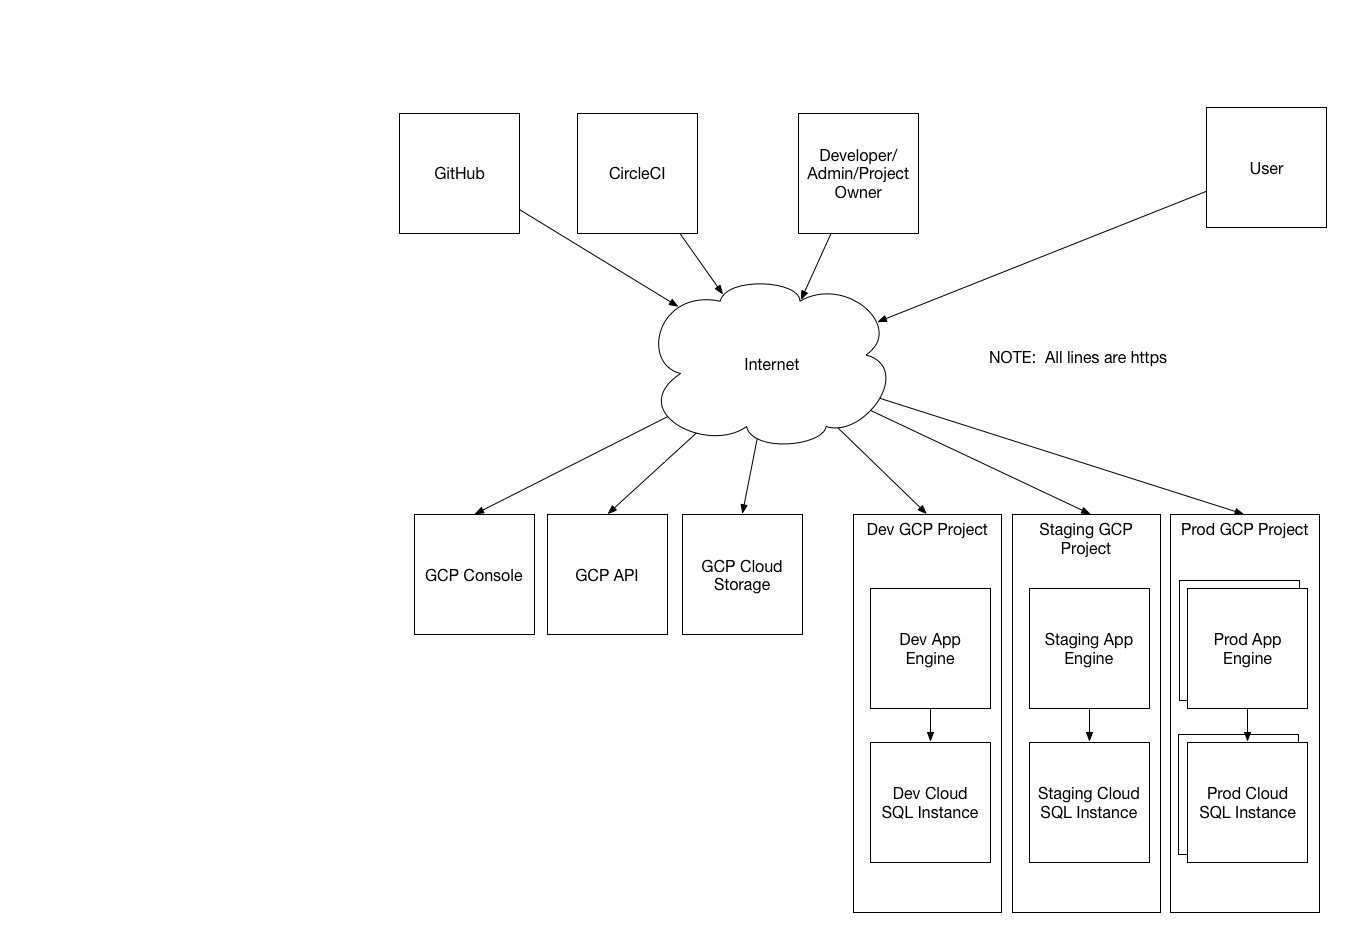 GitHub
CircleCI
Developer/
Admin/Project
Owner
User
Internet
NOTE:  All lines are https
GCP Console
GCP API
GCP Cloud
Storage
Dev GCP Project
Dev App
Engine
Dev Cloud
SQL Instance
Staging GCP
Project
Staging App
Engine
Staging Cloud
SQL Instance
Prod GCP Project
Prod App
Engine
Prod Cloud
SQL Instance